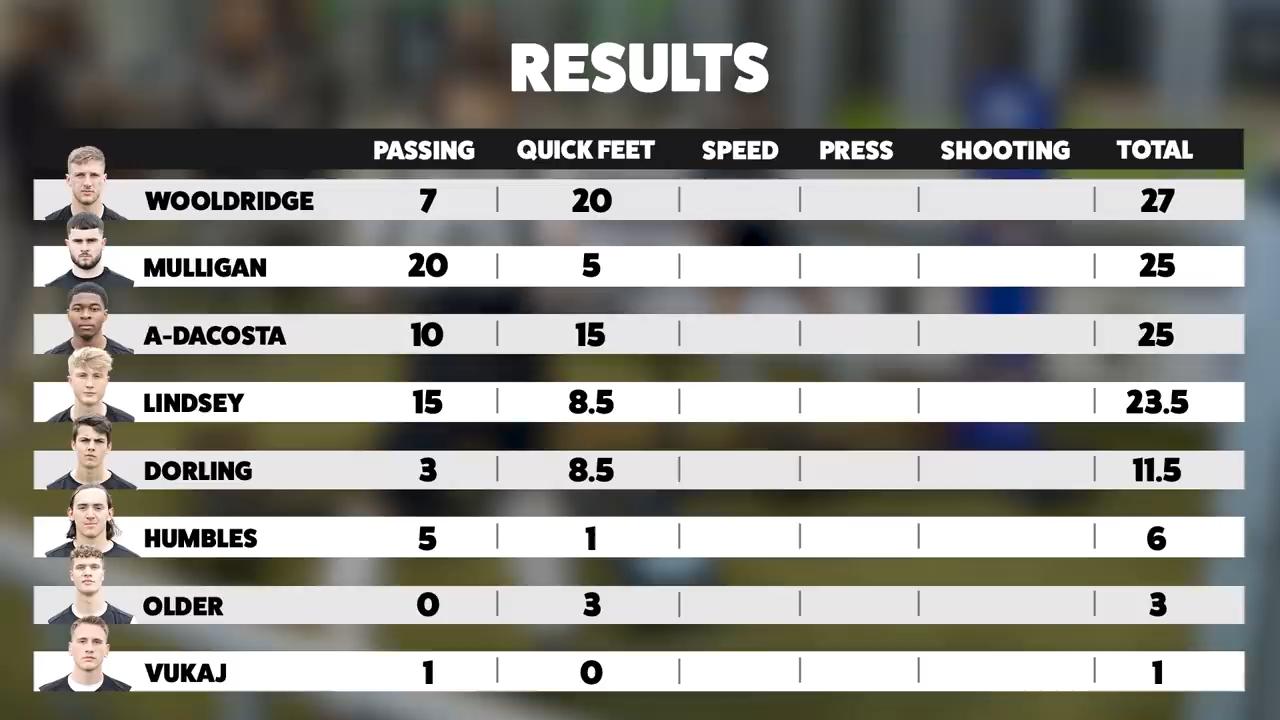 RESULTS
PASSING QUICK FEET SPEED PRESS SHOOTING TOTAL
WOOLDRIDGE 7 20 27
MULLIGAN 20 5 25
A-DACOSTA 10 15 25
LINDSEY 15 8.5 23.5
DORLING 3 8.5 11.5
HUMBLES 5 1 6
OLDER 0 3 3
VUKAJ 1 0 1